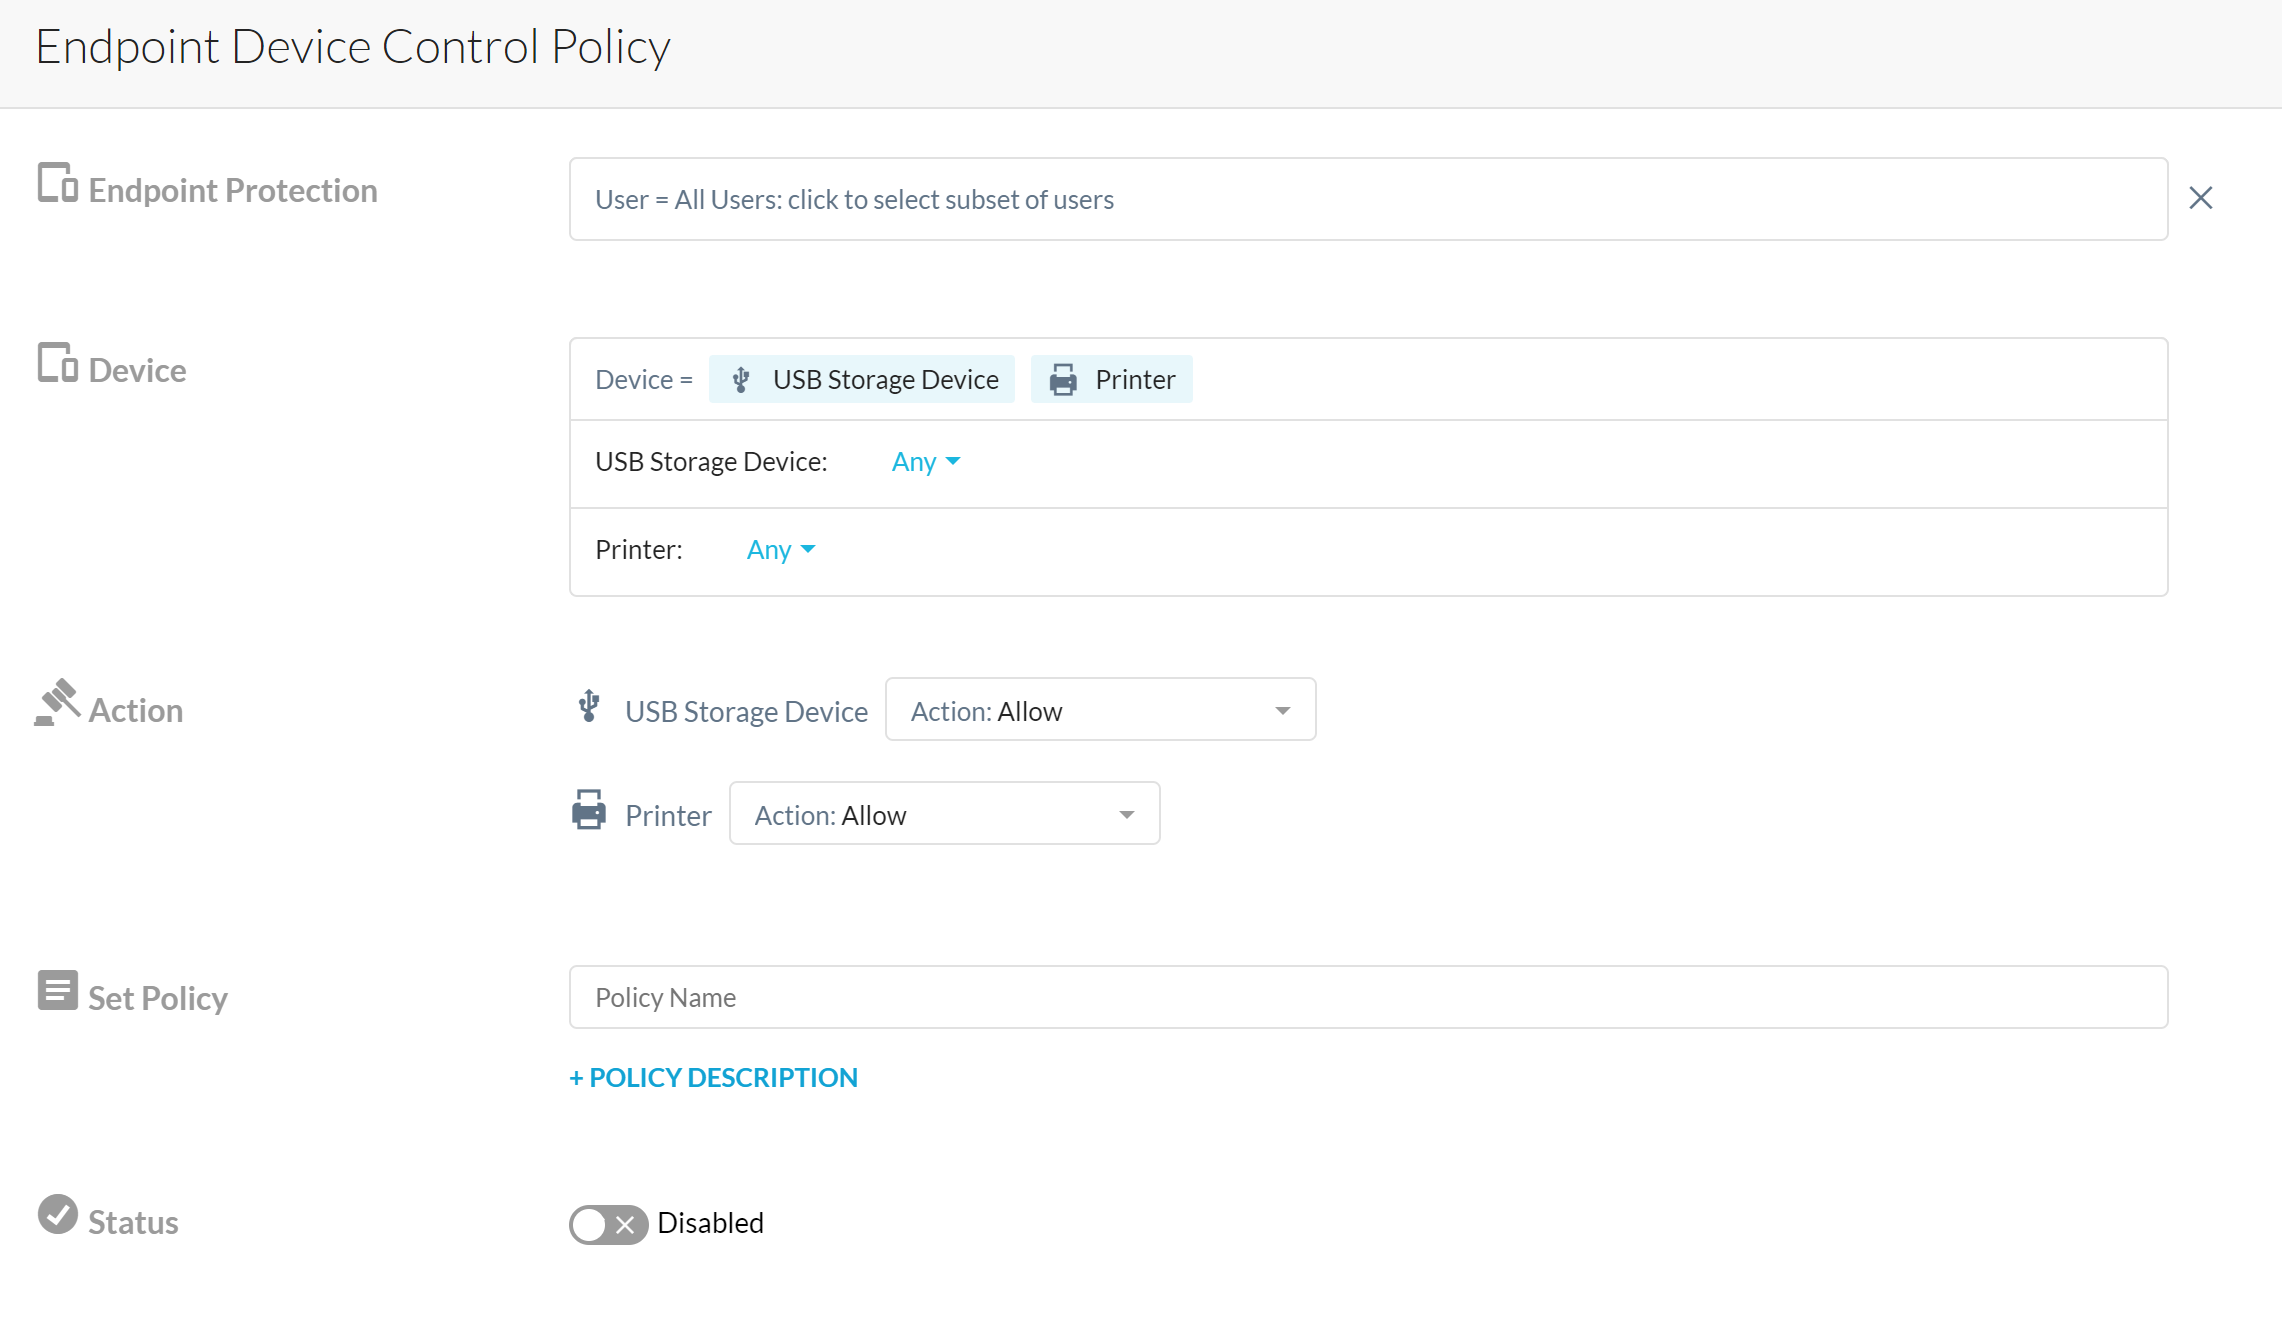 Endpoint Device Control Policy
Endpoint Protection
User = All Users: click to select subset of users
Device
Device = USB Storage Device Printer
USB Storage Device: Any
Printer: Any
Action
USB Storage Device Action: Allow
Printer Action: Allow
Set Policy
Policy Name
+ POLICY DESCRIPTION
Status
Disabled